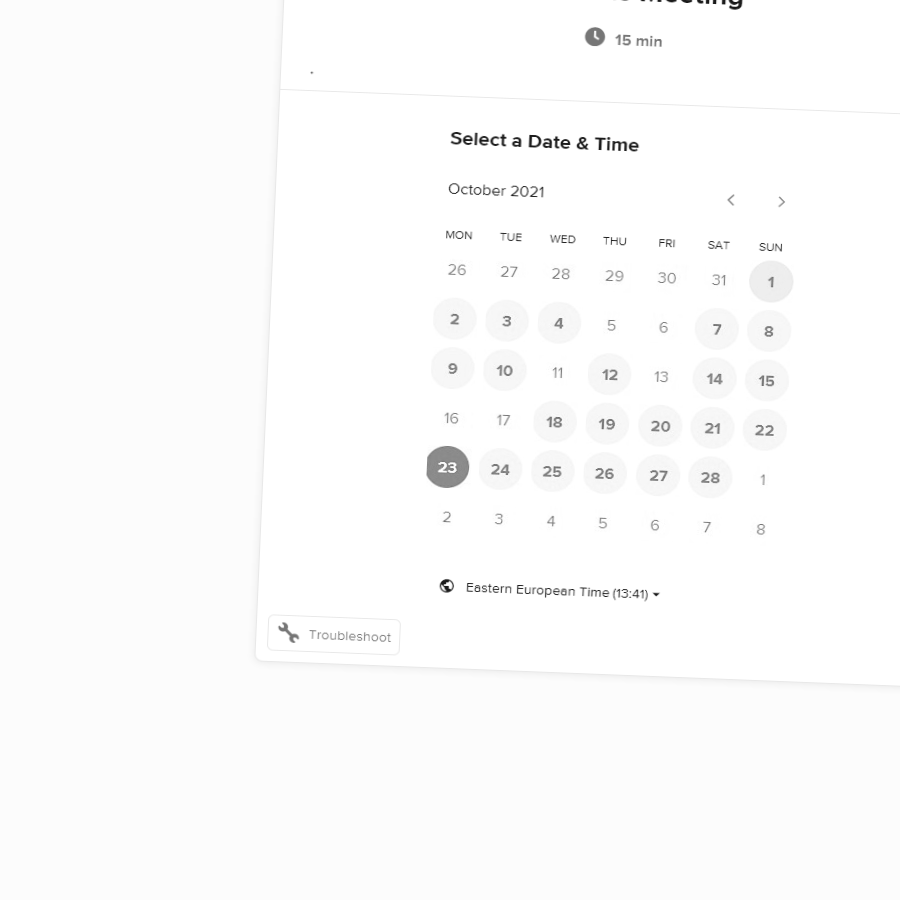 Meeting
15 min
.
Select a Date & Time
October 2021
MON TUE WED THU FRI SAT SUN
26 27 28 29 30 31 1
2 3 4 5 6 7 8
9 10 11 12 13 14 15
16 17 18 19 20 21 22
23 24 25 26 27 28 1
2 3 4 5 6 7 8
Eastern European Time (13:41)
Troubleshoot